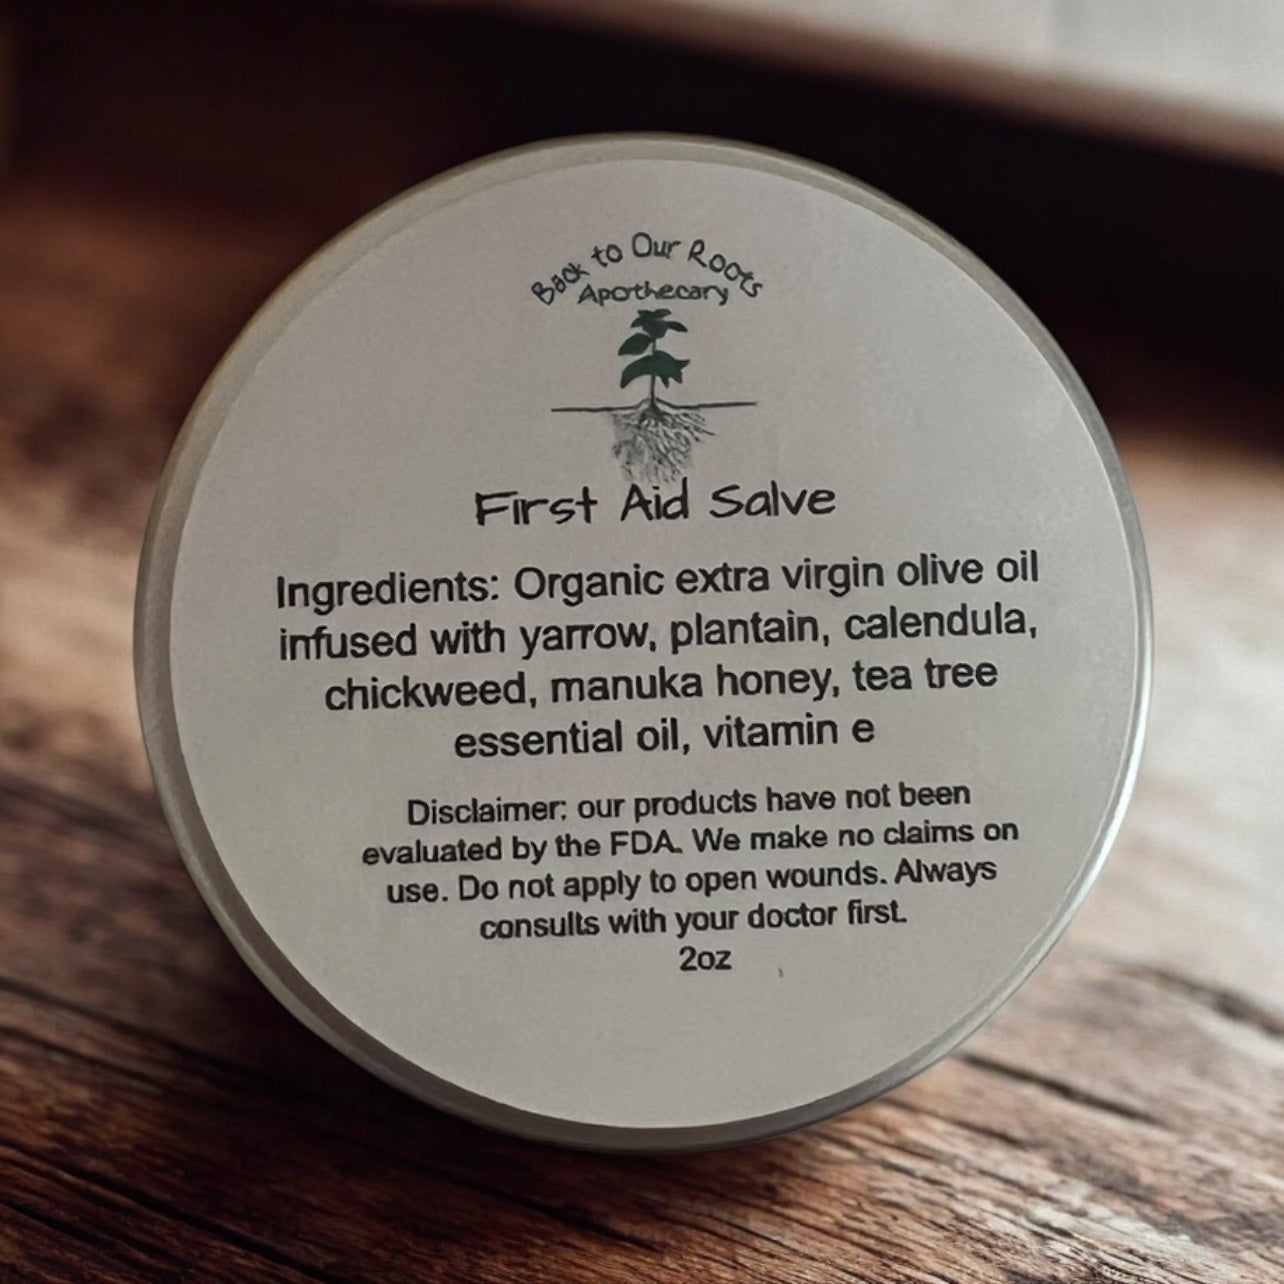 Back to Our Roots
Apothecary
First Aid Salve
Ingredients: Organic extra virgin olive oil
infused with yarrow, plantain, calendula,
chickweed, manuka honey, tea tree
essential oil, vitamin e
Disclaimer: our products have not been
evaluated by the FDA. We make no claims on
use. Do not apply to open wounds. Always
consults with your doctor first.
2oz